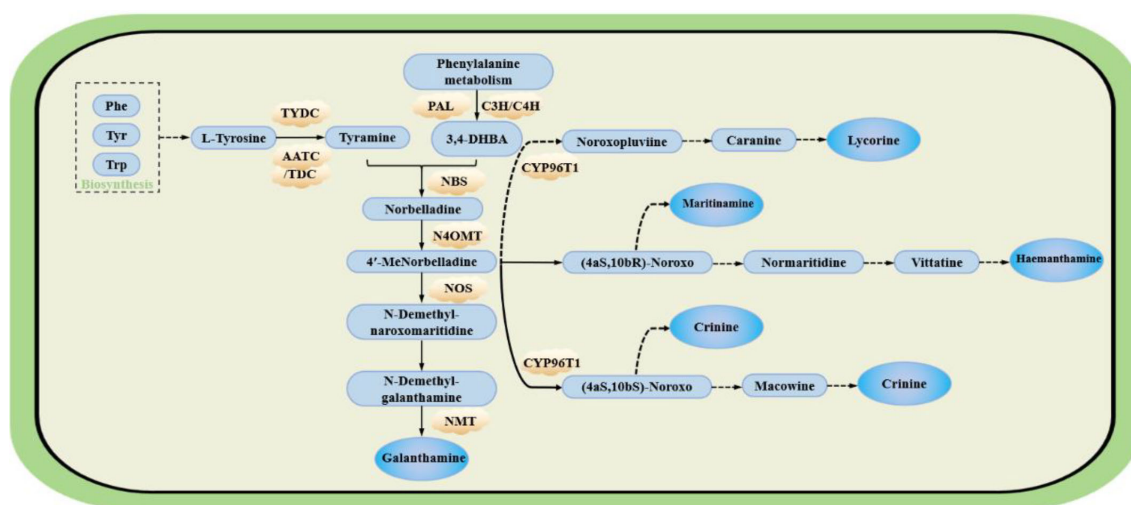 Phenylalanine
metabolism
Phe
Tyr
Trp
Biosynthesis
L-Tyrosine
TYDC
AATC
/TDC
Tyramine
PAL
C3H/C4H
3,4-DHBA
NBS
Norbelladine
N4OMT
4′-MeNorbelladine
NOS
N-Demethyl-
naroxomaritidine
N-Demethyl-
galanthamine
NMT
Galanthamine
CYP96T1
Noroxopluviine
Caranine
Lycorine
Maritinamine
(4aS,10bR)-Noroxo
Normaritidine
Vittatine
Haemanthamine
Crinine
CYP96T1
(4aS,10bS)-Noroxo
Macowine
Crinine